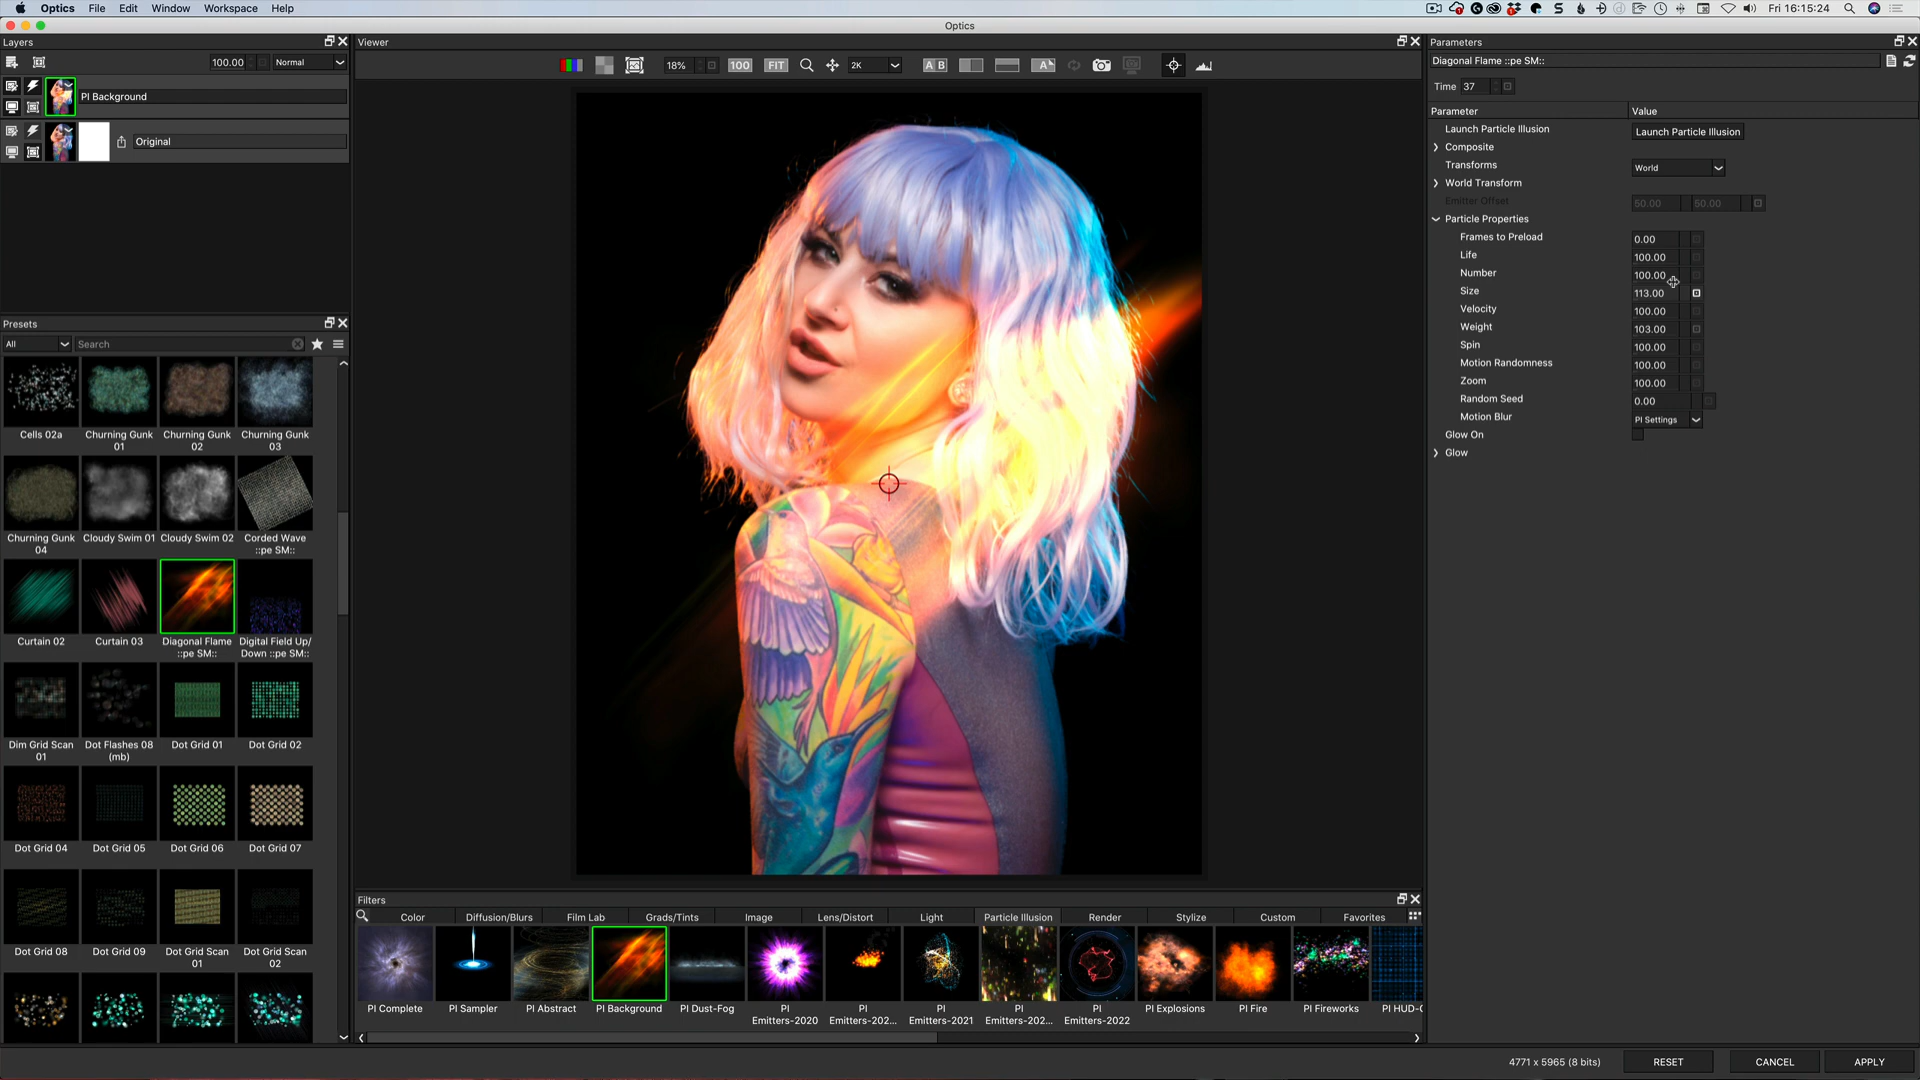 Optics File Edit Window Workspace Help
Fri 16:15:24
Optics
Layers
100.00 Normal
PI Background
Original
Presets
All Search
Cells 02a Churning Gunk 01 Churning Gunk 02 Churning Gunk 03
Churning Gunk 04 Cloudy Swim 01 Cloudy Swim 02 Corded Wave ::pe SM::
Curtain 02 Curtain 03 Diagonal Flame ::pe SM:: Digital Field Up/Down ::pe SM::
Dim Grid Scan 01 Dot Flashes 08 (mb) Dot Grid 01 Dot Grid 02
Dot Grid 04 Dot Grid 05 Dot Grid 06 Dot Grid 07
Dot Grid 08 Dot Grid 09 Dot Grid Scan 01 Dot Grid Scan 02
Viewer
18% 100 FIT 2K A B A
Filters
Color Diffusion/Blurs Film Lab Grads/Tints Image Lens/Distort Light Particle Illusion Render Stylize Custom Favorites
PI Complete PI Sampler PI Abstract PI Background PI Dust-Fog PI Emitters-2020 PI Emitters-202... PI Emitters-2021 PI Emitters-202... PI Emitters-2022 PI Explosions PI Fire PI Fireworks PI HUD-C
Parameters
Diagonal Flame ::pe SM::
Time 37
Parameter Value
Launch Particle Illusion Launch Particle Illusion
Composite
Transforms World
World Transform
Emitter Offset 50.00 50.00
Particle Properties
Frames to Preload 0.00
Life 100.00
Number 100.00
Size 113.00
Velocity 100.00
Weight 103.00
Spin 100.00
Motion Randomness 100.00
Zoom 100.00
Random Seed 0.00
Motion Blur PI Settings
Glow On
Glow
4771 x 5965 (8 bits) RESET CANCEL APPLY